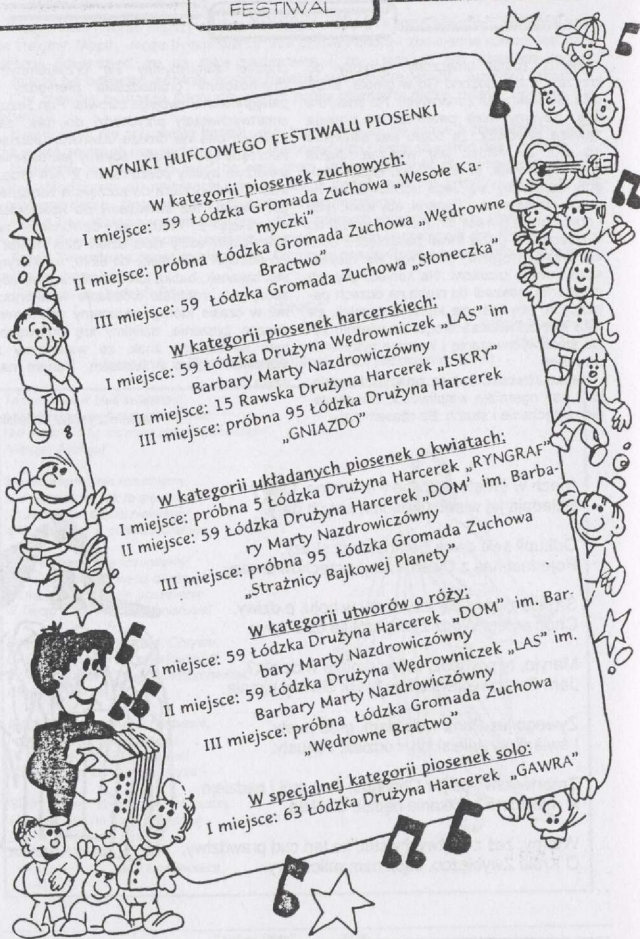 FESTIWAL
WYNIKI HUFCOWEGO FESTIWALU PIOSENKI
W kategorii piosenek zuchowych:
I miejsce: 59 Łódzka Gromada Zuchowa „Wesołe Ka-
myczki”
II miejsce: próbna Łódzka Gromada Zuchowa „Wędrowne
Bractwo”
III miejsce: 59 Łódzka Gromada Zuchowa „Słoneczka”
W kategorii piosenek harcerskiech:
I miejsce: 59 Łódzka Drużyna Wędrowniczek „LAS” im
Barbary Marty Nazdrowiczówny
II miejsce: 15 Rawska Drużyna Harcerek „ISKRY”
III miejsce: próbna 95 Łódzka Drużyna Harcerek
„GNIAZDO”
W kategorii układanych piosenek o kwiatach:
I miejsce: próbna 5 Łódzka Drużyna Harcerek „RYNGRAF”
II miejsce: 59 Łódzka Drużyna Harcerek „DOM” im. Barba-
ry Marty Nazdrowiczówny
III miejsce: próbna 95 Łódzka Gromada Zuchowa
„Strażnicy Bajkowej Planety”
W kategorii utworów o róży:
I miejsce: 59 Łódzka Drużyna Harcerek „DOM” im. Bar-
bary Marty Nazdrowiczówny
II miejsce: 59 Łódzka Drużyna Wędrowniczek „LAS” im.
Barbary Marty Nazdrowiczówny
III miejsce: próbna Łódzka Gromada Zuchowa
„Wędrowne Bractwo”
W specjalnej kategorii piosenek solo:
I miejsce: 63 Łódzka Drużyna Harcerek „GAWRA”